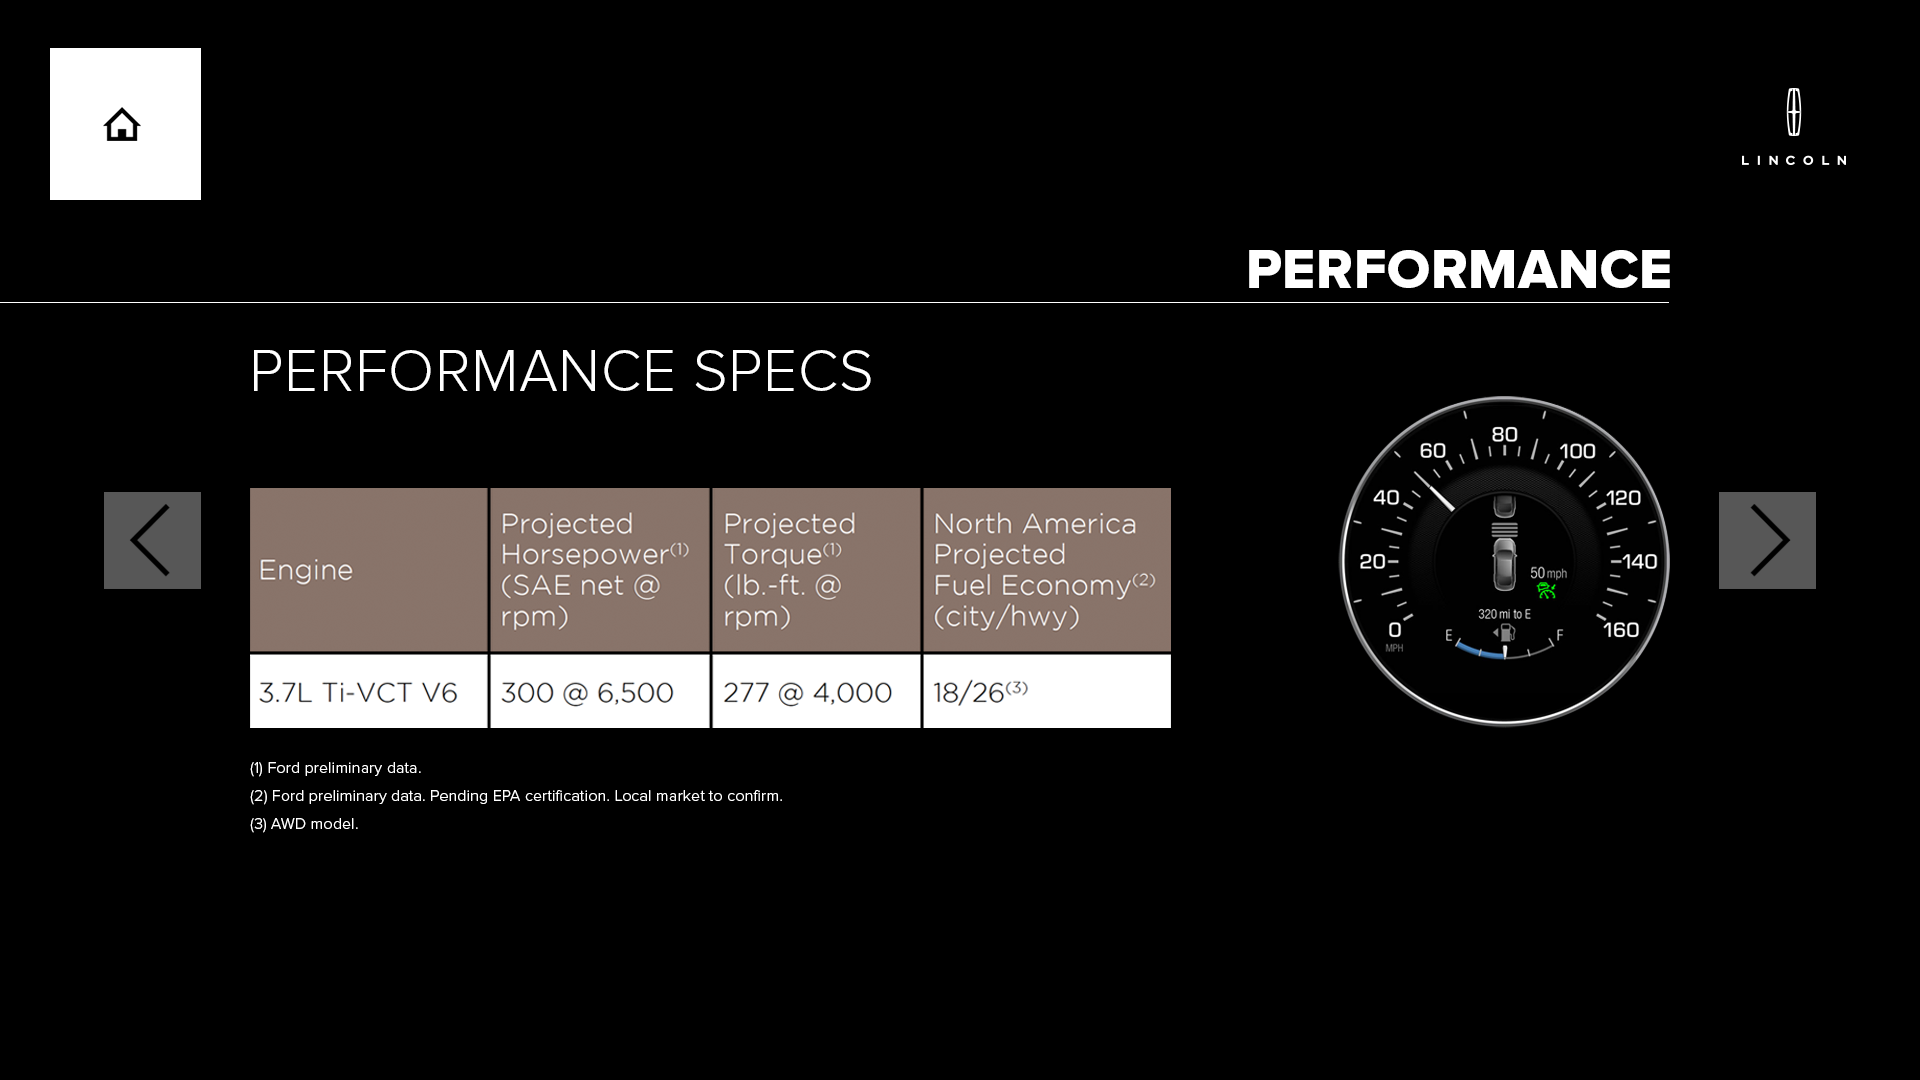 LINCOLN
PERFORMANCE
PERFORMANCE SPECS
Engine
Projected
Horsepower(1)
(SAE net @
rpm)
Projected
Torque(1)
(lb.-ft. @
rpm)
North America
Projected
Fuel Economy(2)
(city/hwy)
3.7L Ti-VCT V6
300 @ 6,500
277 @ 4,000
18/26(3)
(1) Ford preliminary data.
(2) Ford preliminary data. Pending EPA certification. Local market to confirm.
(3) AWD model.
0
20
40
60
80
100
120
140
160
MPH
50 mph
320 mi to E
E
F